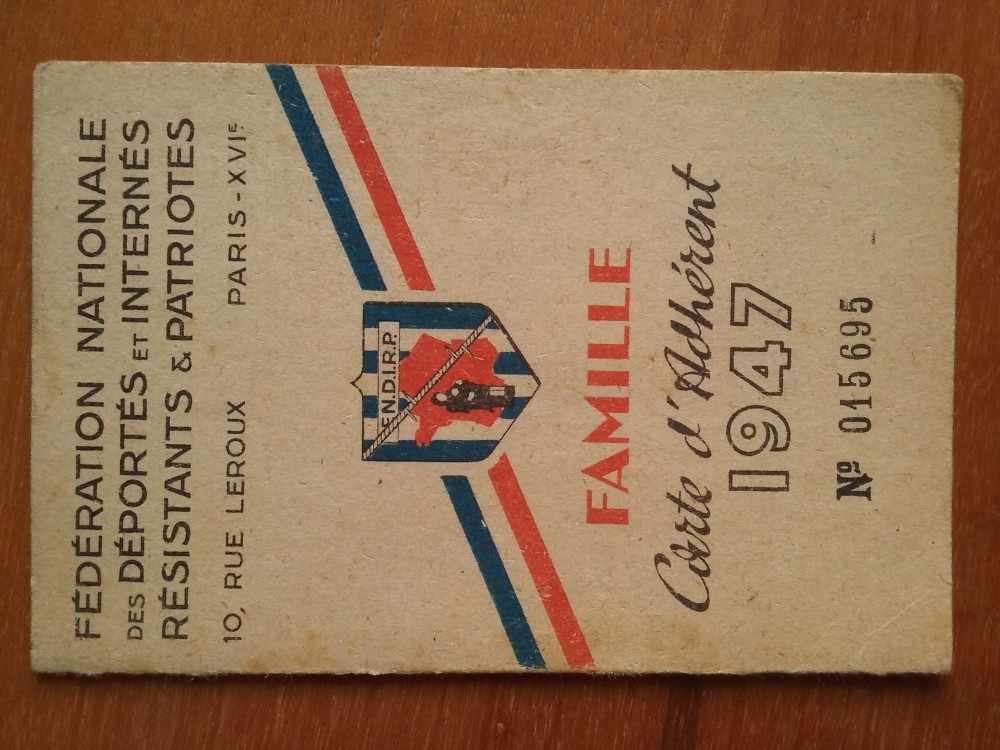 FÉDÉRATION NATIONALE
DES DÉPORTÉS ET INTERNÉS
RÉSISTANTS & PATRIOTES
10, RUE LEROUX PARIS-XVIE
F.N.D.I.R.P.
FAMILLE
Carte d'Adhérent
1947
Nº 015695